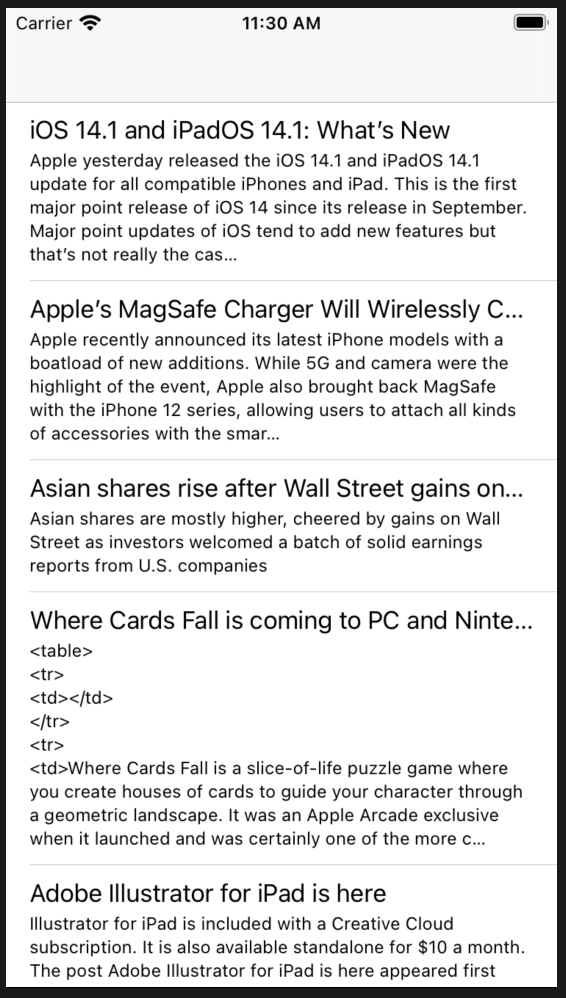 Carrier 11:30 AM
iOS 14.1 and iPadOS 14.1: What’s New
Apple yesterday released the iOS 14.1 and iPadOS 14.1
update for all compatible iPhones and iPad. This is the first
major point release of iOS 14 since its release in September.
Major point updates of iOS tend to add new features but
that’s not really the cas...
Apple’s MagSafe Charger Will Wirelessly C...
Apple recently announced its latest iPhone models with a
boatload of new additions. While 5G and camera were the
highlight of the event, Apple also brought back MagSafe
with the iPhone 12 series, allowing users to attach all kinds
of accessories with the smar...
Asian shares rise after Wall Street gains on...
Asian shares are mostly higher, cheered by gains on Wall
Street as investors welcomed a batch of solid earnings
reports from U.S. companies
Where Cards Fall is coming to PC and Ninte...
<table>
<tr>
<td></td>
</tr>
<tr>
<td>Where Cards Fall is a slice-of-life puzzle game where
you create houses of cards to guide your character through
a geometric landscape. It was an Apple Arcade exclusive
when it launched and was certainly one of the more c...
Adobe Illustrator for iPad is here
Illustrator for iPad is included with a Creative Cloud
subscription. It is also available standalone for $10 a month.
The post Adobe Illustrator for iPad is here appeared first